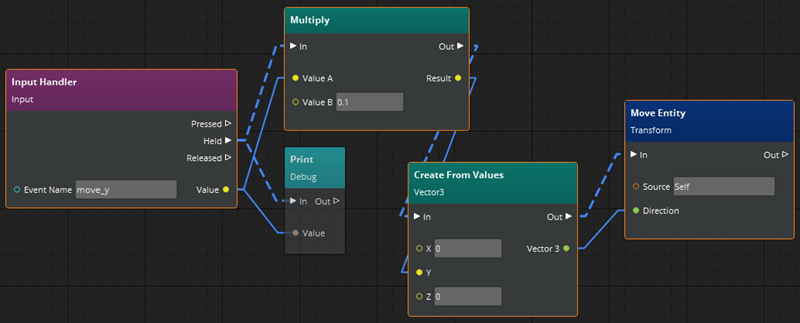 Input Handler
Input
Pressed
Held
Released
Event Name move_y Value
Multiply
In Out
Value A Result
Value B 0.1
Print
Debug
In Out
Value
Create From Values
Vector3
In Out
X 0 Vector 3
Y
Z 0
Move Entity
Transform
In Out
Source Self
Direction